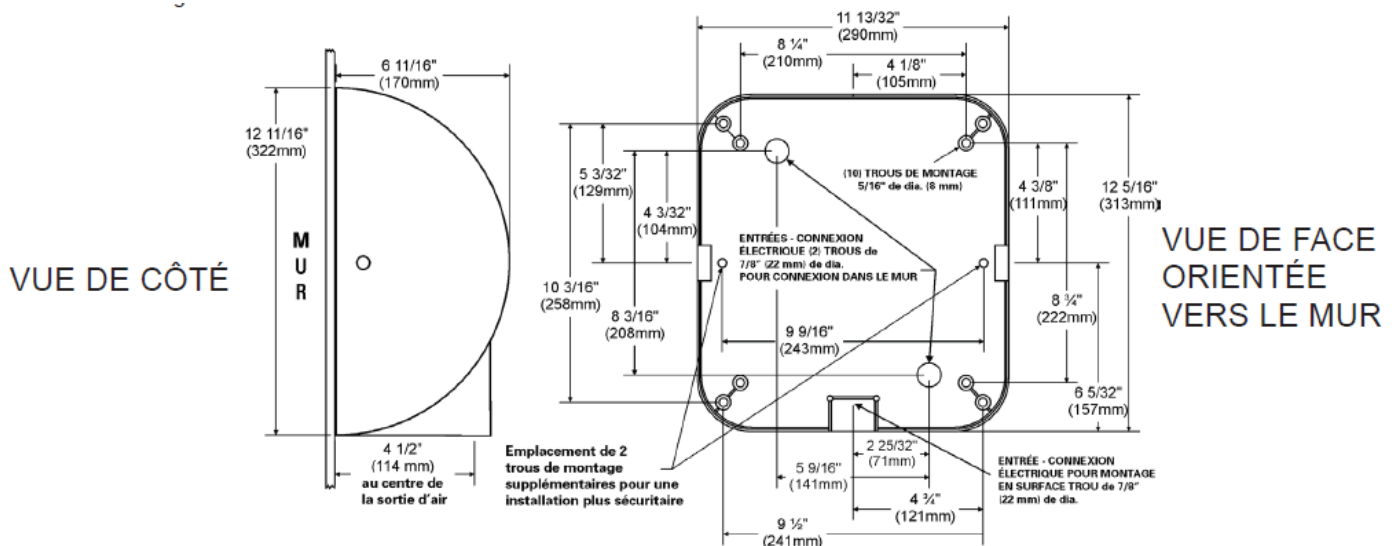 VUE DE CÔTÉ
6 11/16"
(170mm)
12 11/16"
(322mm)
M
U
R
4 1/2"
(114 mm)
au centre de
la sortie d'air
11 13/32"
(290mm)
8 ¼"
(210mm)
4 1/8"
(105mm)
5 3/32"
(129mm)
4 3/32"
(104mm)
10 3/16"
(258mm)
8 3/16"
(208mm)
(10) TROUS DE MONTAGE
5/16" de dia. (8 mm)
ENTRÉES - CONNEXION
ÉLECTRIQUE (2) TROUS de
7/8" (22 mm) de dia.
POUR CONNEXION DANS LE MUR
9 9/16"
(243mm)
4 3/8"
(111mm)
12 5/16"
(313mm)
8 ¾"
(222mm)
6 5/32"
(157mm)
VUE DE FACE
ORIENTÉE
VERS LE MUR
Emplacement de 2
trous de montage
supplémentaires pour une
installation plus sécuritaire
2 25/32"
(71mm)
5 9/16"
(141mm)
4 ¾"
(121mm)
9 ½"
(241mm)
ENTRÉE - CONNEXION
ÉLECTRIQUE POUR MONTAGE
EN SURFACE TROU de 7/8"
(22 mm) de dia.